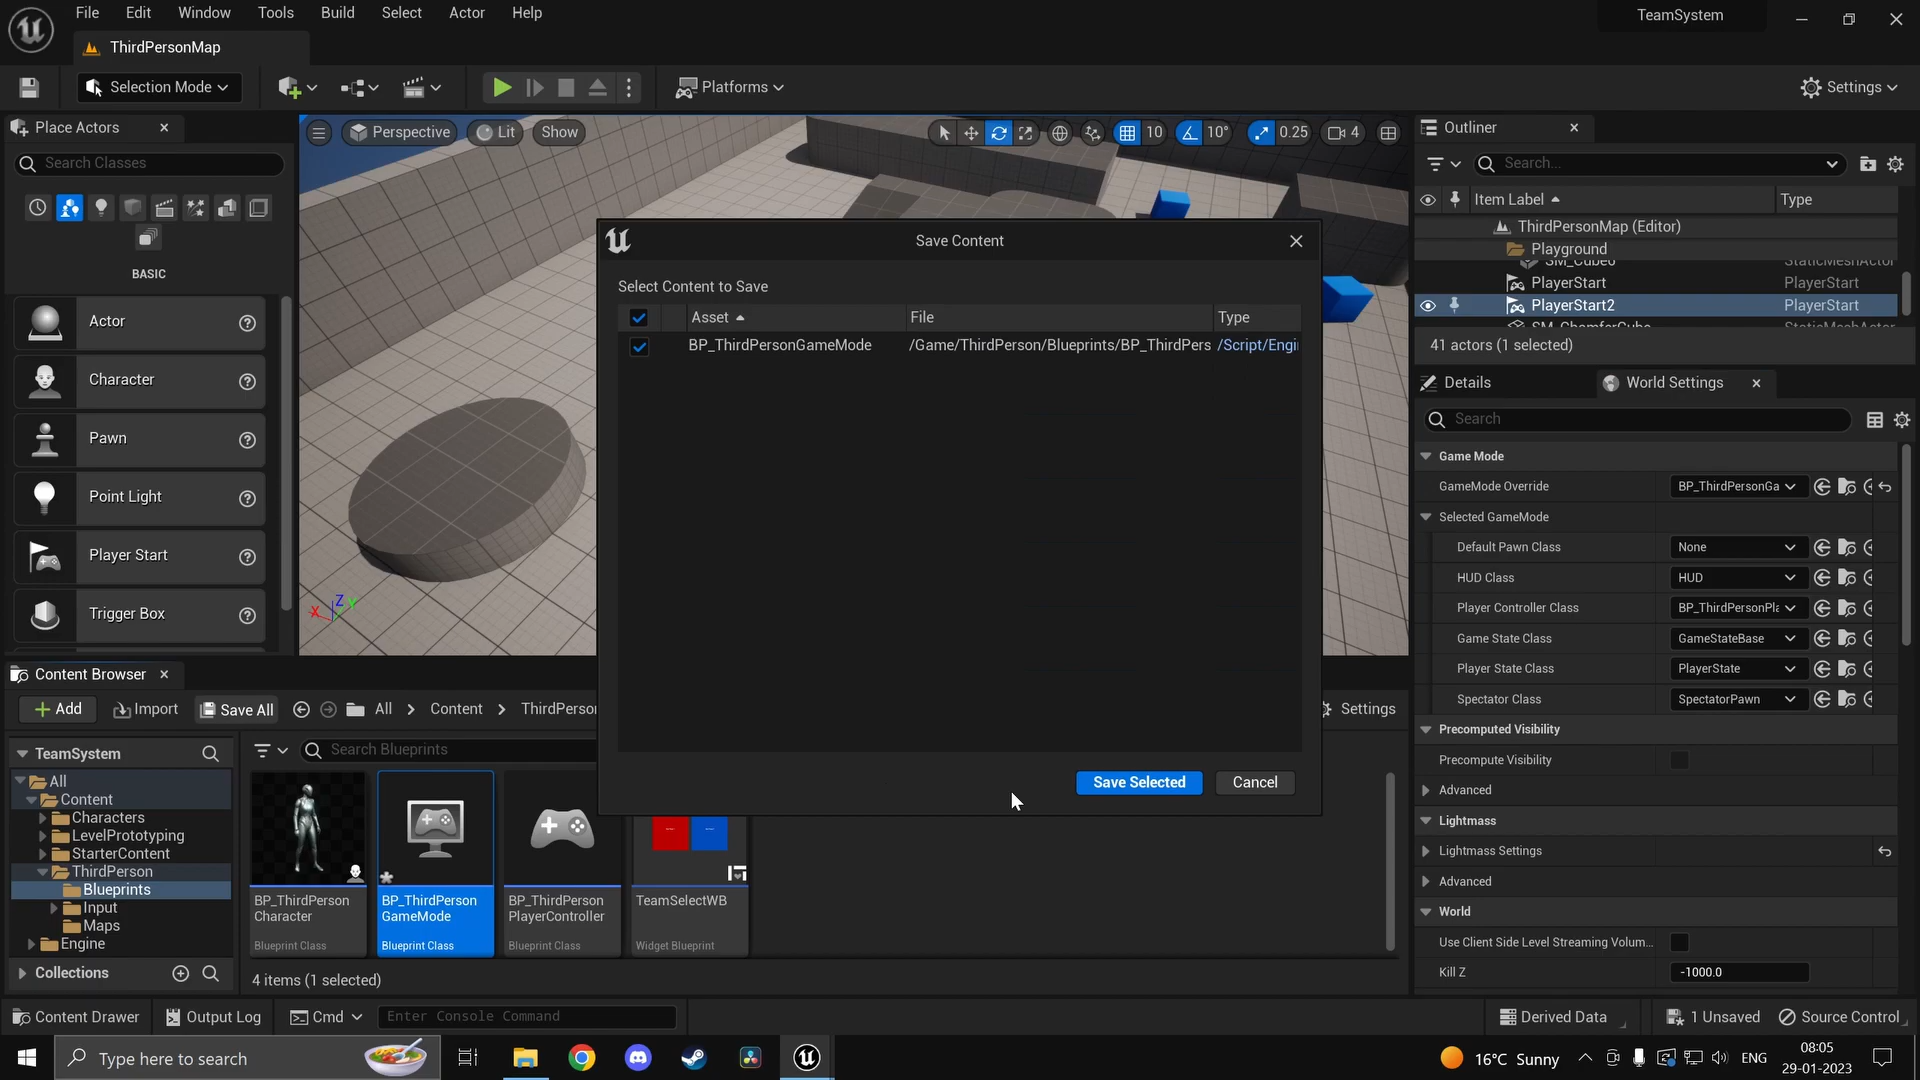 File Edit Window Tools Build Select Actor Help
TeamSystem
ThirdPersonMap
Selection Mode
Platforms
Settings
Place Actors
Search Classes
BASIC
Actor
Character
Pawn
Point Light
Player Start
Trigger Box
Perspective Lit Show
10 10° 0.25 4
X Z Y
Save Content
Select Content to Save
Asset File Type
BP_ThirdPersonGameMode /Game/ThirdPerson/Blueprints/BP_ThirdPers /Script/Engi
Save Selected Cancel
Outliner
Search...
Item Label Type
ThirdPersonMap (Editor)
Playground
SM_Cube6 StaticMeshActor
PlayerStart PlayerStart
PlayerStart2 PlayerStart
SM_ChamferCube StaticMeshActor
41 actors (1 selected)
Details World Settings
Search
Game Mode
GameMode Override BP_ThirdPersonGa
Selected GameMode
Default Pawn Class None
HUD Class HUD
Player Controller Class BP_ThirdPersonPla
Game State Class GameStateBase
Player State Class PlayerState
Spectator Class SpectatorPawn
Precomputed Visibility
Precompute Visibility
Advanced
Lightmass
Lightmass Settings
Advanced
World
Use Client Side Level Streaming Volum...
Kill Z -1000.0
Content Browser
Add Import Save All All Content ThirdPerso
Settings
TeamSystem
Search Blueprints
All
Content
Characters
LevelPrototyping
StarterContent
ThirdPerson
Blueprints
Input
Maps
Engine
Collections
BP_ThirdPerson
Character
Blueprint Class
BP_ThirdPerson
GameMode
Blueprint Class
BP_ThirdPerson
PlayerController
Blueprint Class
TeamSelectWB
Widget Blueprint
4 items (1 selected)
Content Drawer Output Log Cmd Enter Console Command
Derived Data 1 Unsaved Source Control
Type here to search
16°C Sunny
ENG
08:05
29-01-2023